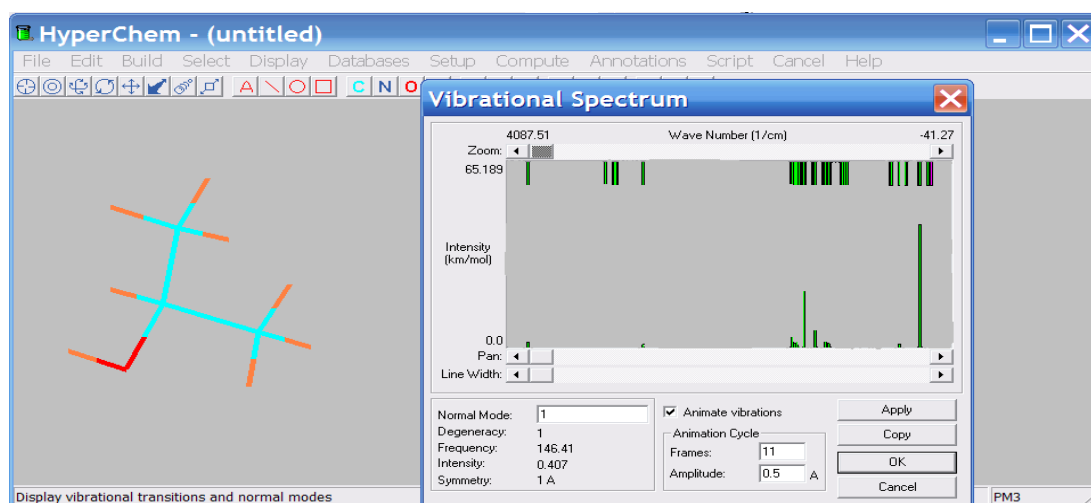 HyperChem - (untitled)
File Edit Build Select Display Databases Setup Compute Annotations Script Cancel Help
A C N O
Vibrational Spectrum
4087.51 Wave Number (1/cm) -41.27
Zoom:
65.189
Intensity
(km/mol)
0.0
Pan:
Line Width:
Normal Mode: 1
Degeneracy: 1
Frequency: 146.41
Intensity: 0.407
Symmetry: 1 A
Animate vibrations
Animation Cycle
Frames: 11
Amplitude: 0.5 A
Apply
Copy
OK
Cancel
Display vibrational transitions and normal modes
PM3